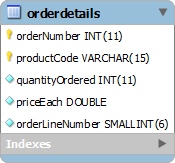 orderdetails
orderNumber INT(11)
productCode VARCHAR(15)
quantityOrdered INT(11)
priceEach DOUBLE
orderLineNumber SMALLINT(6)
Indexes